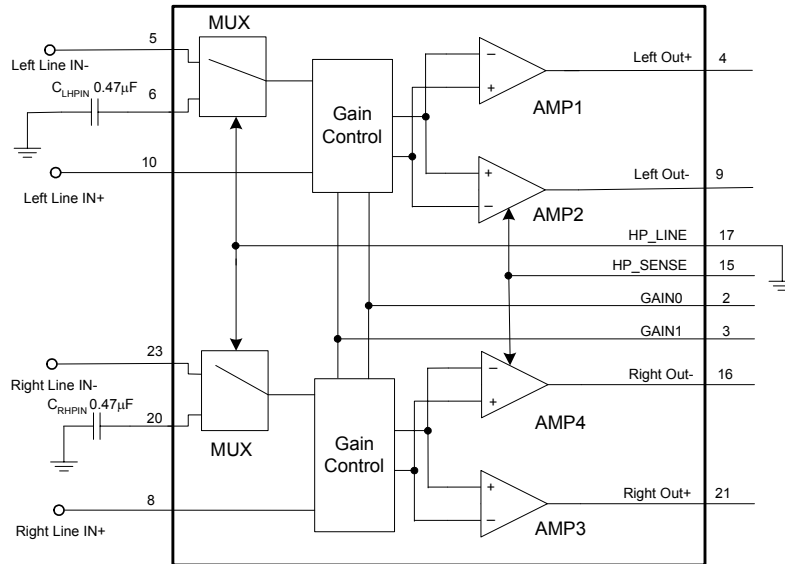 MUX
5
Left Line IN-
CLHPIN 0.47µF
6
10
Left Line IN+
Gain
Control
AMP1
AMP2
Left Out+ 4
Left Out- 9
HP_LINE 17
HP_SENSE 15
GAIN0 2
GAIN1 3
23
Right Line IN-
CRHPIN 0.47µF
20
MUX
8
Right Line IN+
Gain
Control
AMP4
AMP3
Right Out- 16
Right Out+ 21
− + + − − + + −